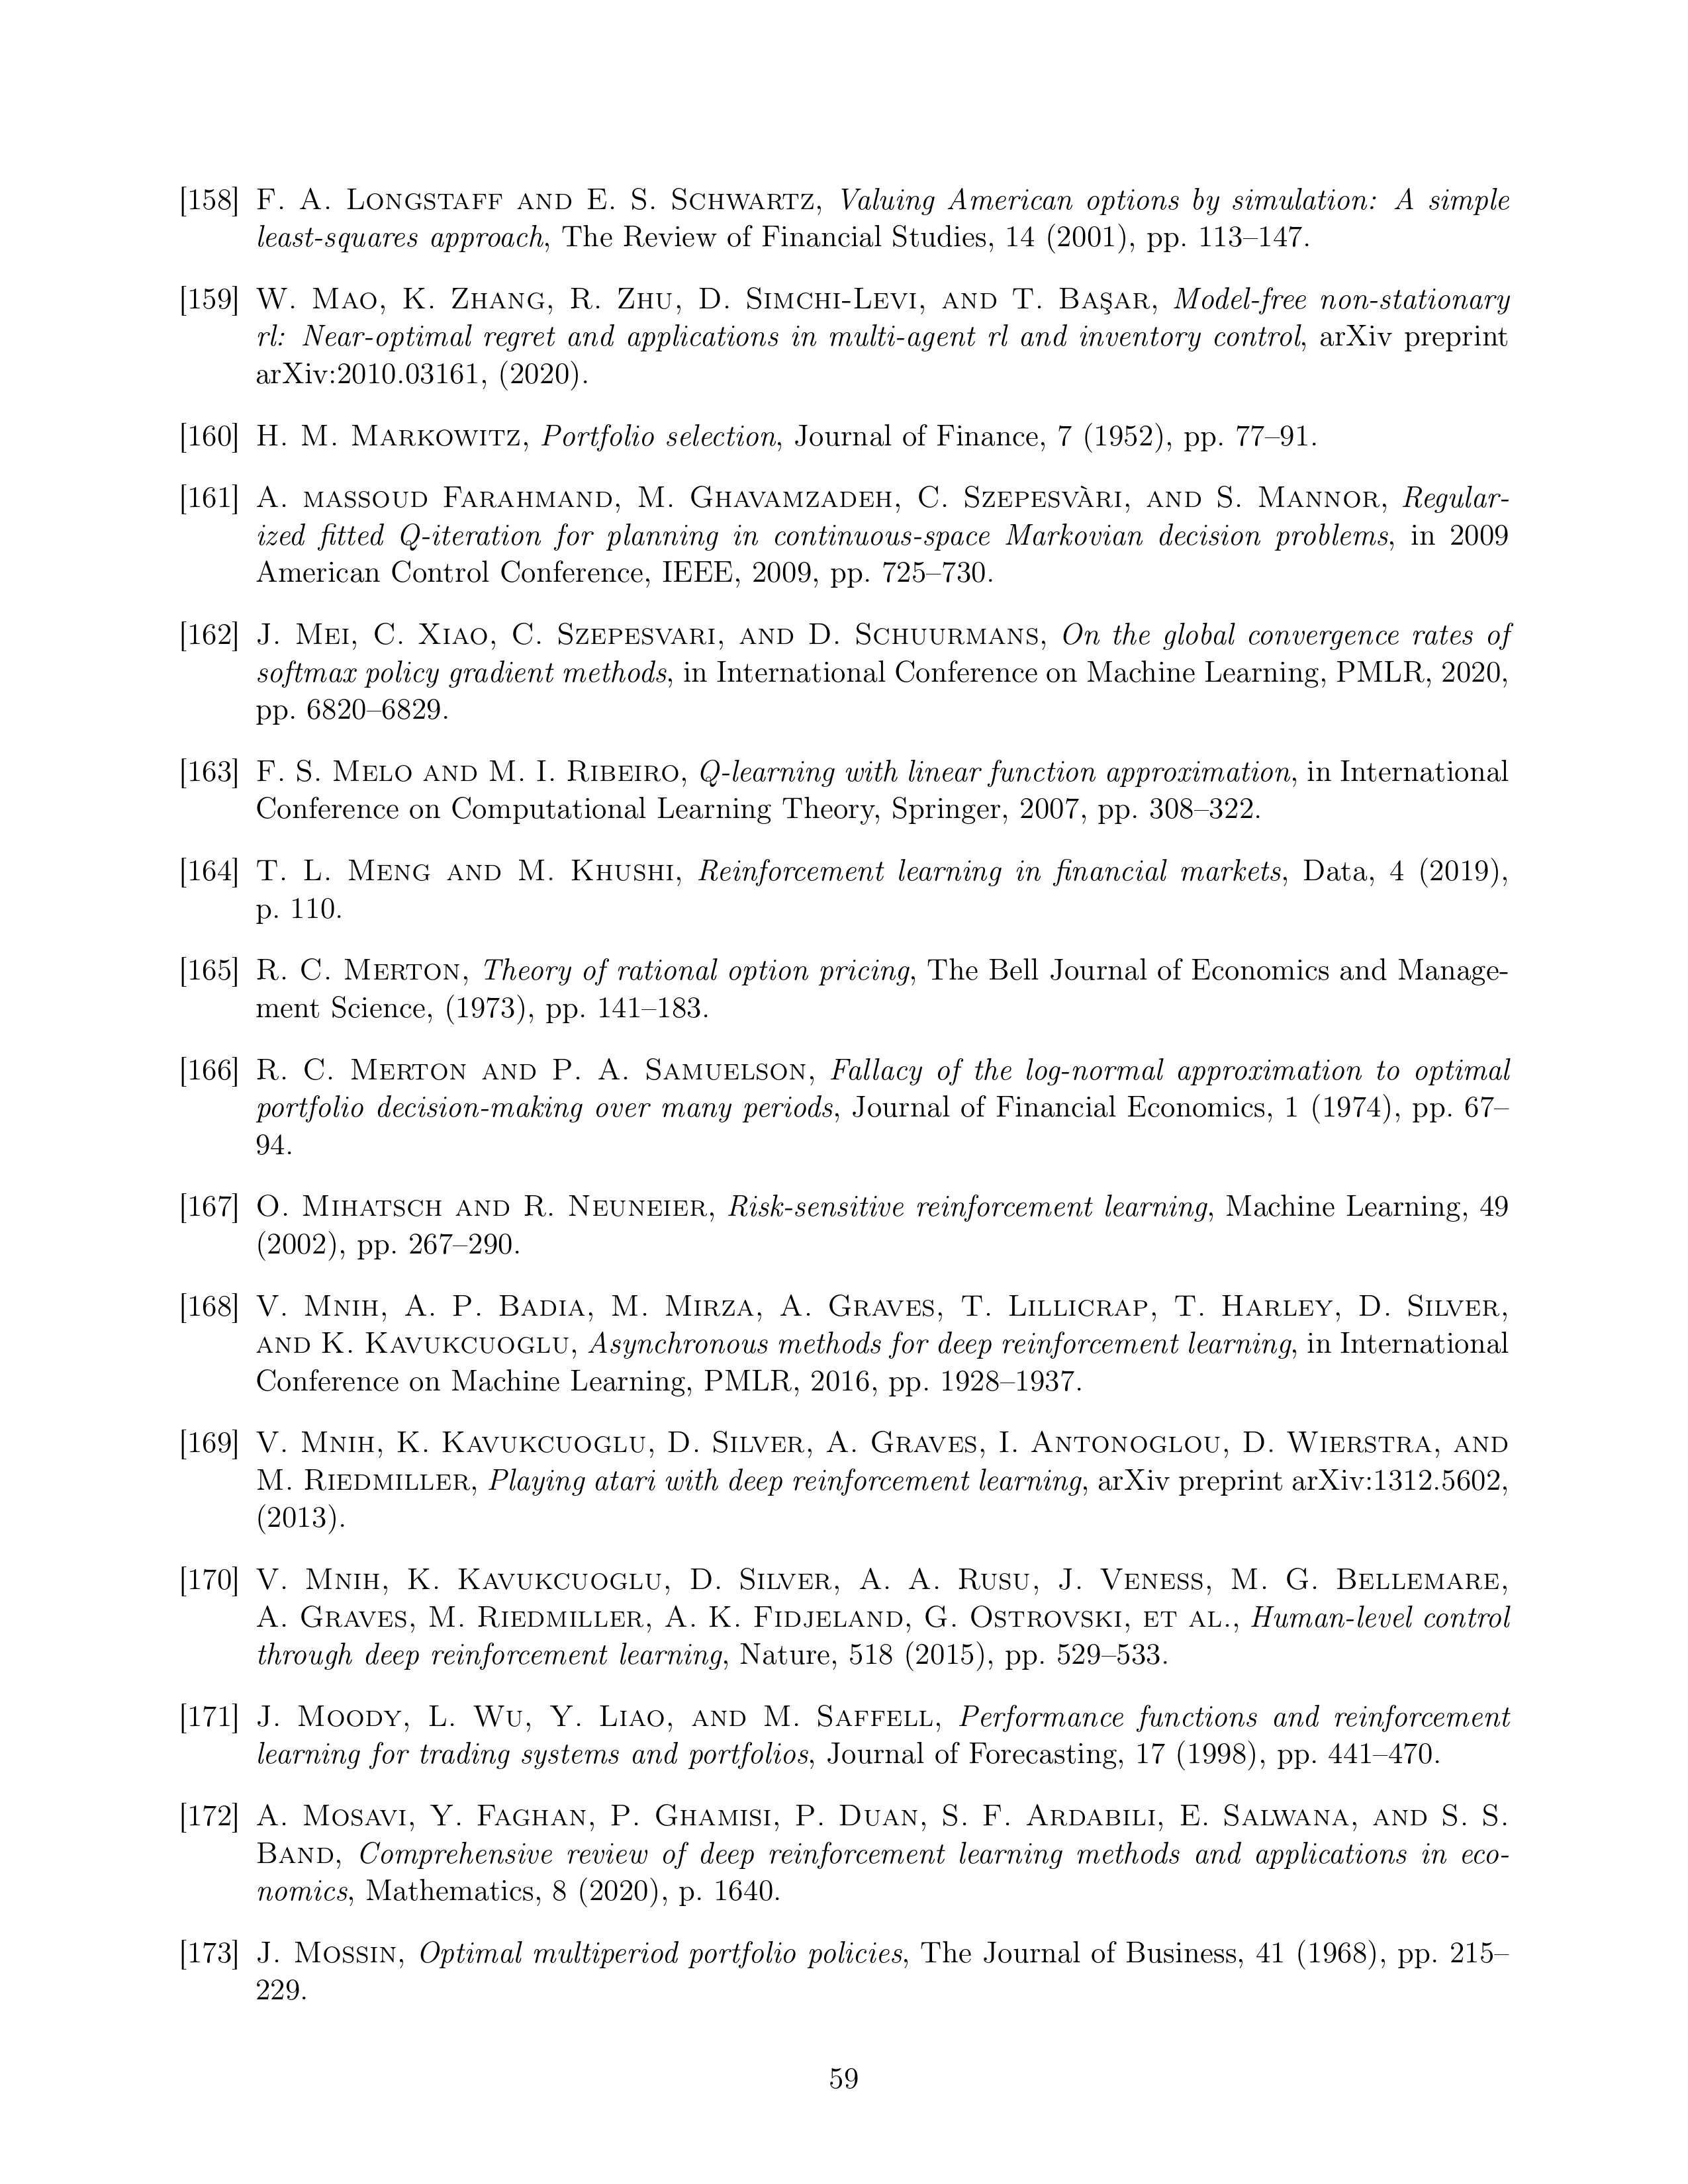 [158] F. A. Longstaff and E. S. Schwartz, Valuing American options by simulation: A simple
least-squares approach, The Review of Financial Studies, 14 (2001), pp. 113–147.
[159] W. Mao, K. Zhang, R. Zhu, D. Simchi-Levi, and T. Başar, Model-free non-stationary
rl: Near-optimal regret and applications in multi-agent rl and inventory control, arXiv preprint
arXiv:2010.03161, (2020).
[160] H. M. Markowitz, Portfolio selection, Journal of Finance, 7 (1952), pp. 77–91.
[161] A. massoud Farahmand, M. Ghavamzadeh, C. Szepesvàri, and S. Mannor, Regular-
ized fitted Q-iteration for planning in continuous-space Markovian decision problems, in 2009
American Control Conference, IEEE, 2009, pp. 725–730.
[162] J. Mei, C. Xiao, C. Szepesvari, and D. Schuurmans, On the global convergence rates of
softmax policy gradient methods, in International Conference on Machine Learning, PMLR, 2020,
pp. 6820–6829.
[163] F. S. Melo and M. I. Ribeiro, Q-learning with linear function approximation, in International
Conference on Computational Learning Theory, Springer, 2007, pp. 308–322.
[164] T. L. Meng and M. Khushi, Reinforcement learning in financial markets, Data, 4 (2019),
p. 110.
[165] R. C. Merton, Theory of rational option pricing, The Bell Journal of Economics and Manage-
ment Science, (1973), pp. 141–183.
[166] R. C. Merton and P. A. Samuelson, Fallacy of the log-normal approximation to optimal
portfolio decision-making over many periods, Journal of Financial Economics, 1 (1974), pp. 67–
94.
[167] O. Mihatsch and R. Neuneier, Risk-sensitive reinforcement learning, Machine Learning, 49
(2002), pp. 267–290.
[168] V. Mnih, A. P. Badia, M. Mirza, A. Graves, T. Lillicrap, T. Harley, D. Silver,
and K. Kavukcuoglu, Asynchronous methods for deep reinforcement learning, in International
Conference on Machine Learning, PMLR, 2016, pp. 1928–1937.
[169] V. Mnih, K. Kavukcuoglu, D. Silver, A. Graves, I. Antonoglou, D. Wierstra, and
M. Riedmiller, Playing atari with deep reinforcement learning, arXiv preprint arXiv:1312.5602,
(2013).
[170] V. Mnih, K. Kavukcuoglu, D. Silver, A. A. Rusu, J. Veness, M. G. Bellemare,
A. Graves, M. Riedmiller, A. K. Fidjeland, G. Ostrovski, et al., Human-level control
through deep reinforcement learning, Nature, 518 (2015), pp. 529–533.
[171] J. Moody, L. Wu, Y. Liao, and M. Saffell, Performance functions and reinforcement
learning for trading systems and portfolios, Journal of Forecasting, 17 (1998), pp. 441–470.
[172] A. Mosavi, Y. Faghan, P. Ghamisi, P. Duan, S. F. Ardabili, E. Salwana, and S. S.
Band, Comprehensive review of deep reinforcement learning methods and applications in eco-
nomics, Mathematics, 8 (2020), p. 1640.
[173] J. Mossin, Optimal multiperiod portfolio policies, The Journal of Business, 41 (1968), pp. 215–
229.
59